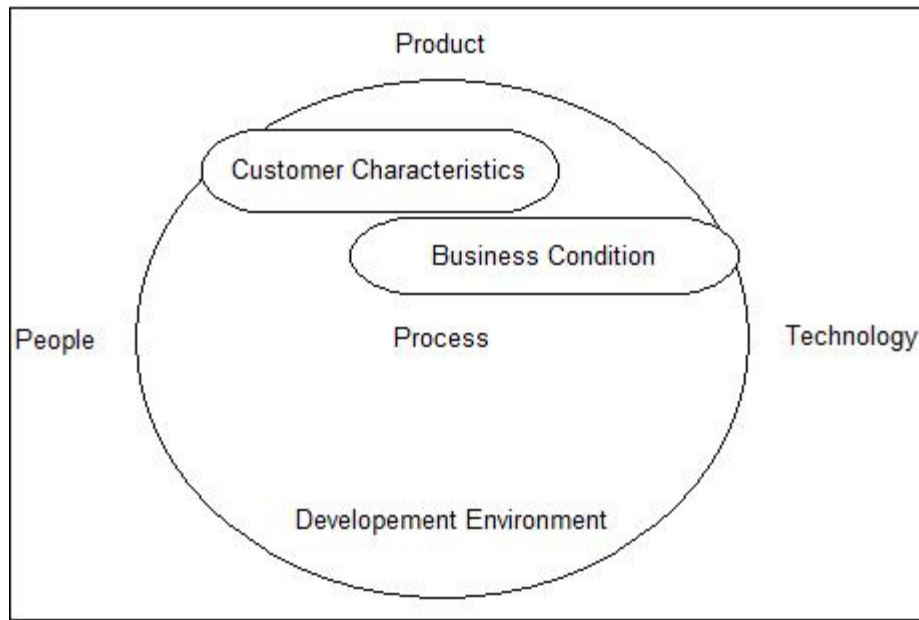 Product
Customer Characteristics
Business Condition
People
Process
Technology
Developement Environment